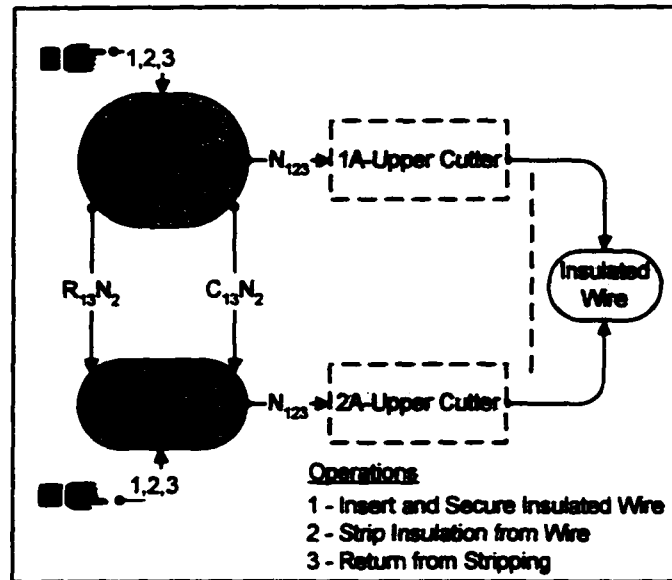 1,2,3
N₁₂₃
1A-Upper Cutter
R₁₃N₂
C₁₃N₂
Insulated
Wire
N₁₂₃
2A-Upper Cutter
1,2,3
Operations
1 - Insert and Secure Insulated Wire
2 - Strip Insulation from Wire
3 - Return from Stripping